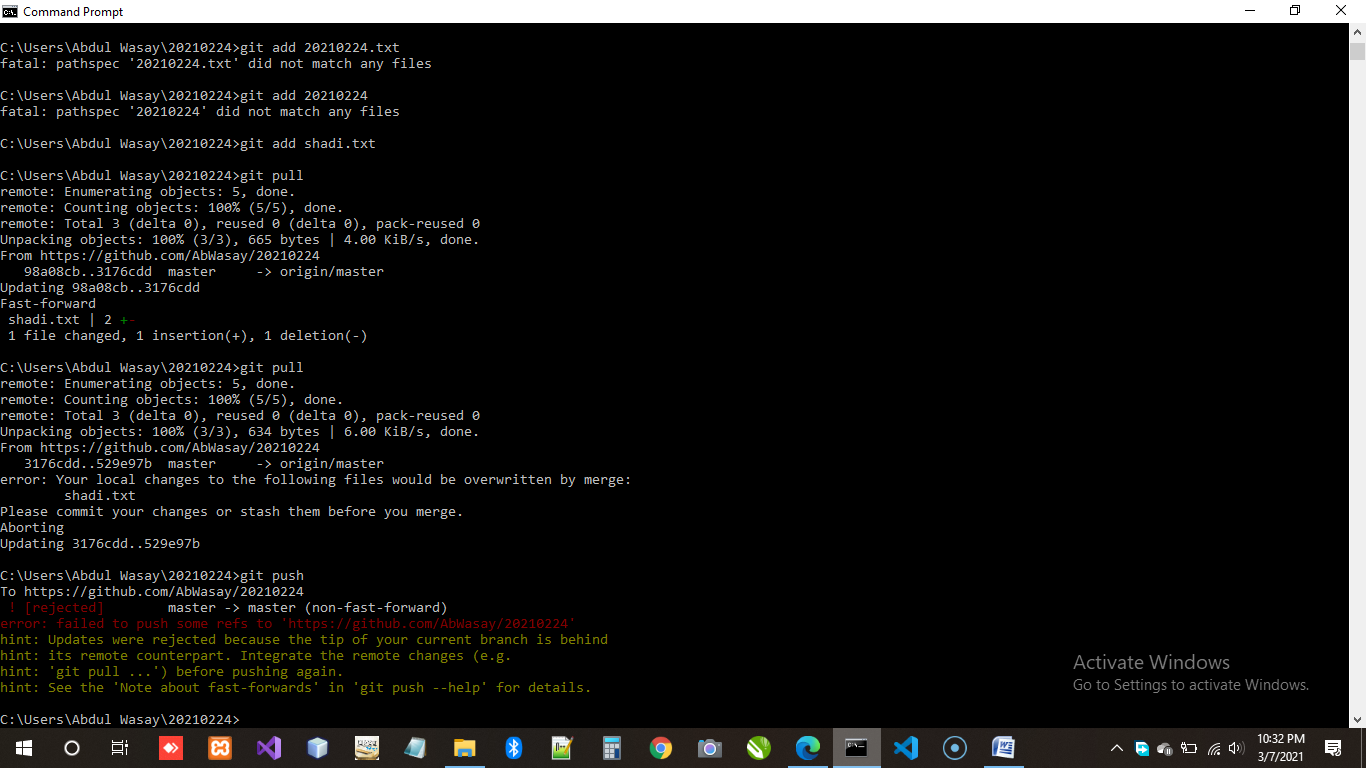 Command Prompt
C:\Users\Abdul Wasay\20210224>git add 20210224.txt
fatal: pathspec '20210224.txt' did not match any files
C:\Users\Abdul Wasay\20210224>git add 20210224
fatal: pathspec '20210224' did not match any files
C:\Users\Abdul Wasay\20210224>git add shadi.txt
C:\Users\Abdul Wasay\20210224>git pull
remote: Enumerating objects: 5, done.
remote: Counting objects: 100% (5/5), done.
remote: Total 3 (delta 0), reused 0 (delta 0), pack-reused 0
Unpacking objects: 100% (3/3), 665 bytes | 4.00 KiB/s, done.
From https://github.com/AbWasay/20210224
   98a08cb..3176cdd  master     -> origin/master
Updating 98a08cb..3176cdd
Fast-forward
 shadi.txt | 2 +-
 1 file changed, 1 insertion(+), 1 deletion(-)
C:\Users\Abdul Wasay\20210224>git pull
remote: Enumerating objects: 5, done.
remote: Counting objects: 100% (5/5), done.
remote: Total 3 (delta 0), reused 0 (delta 0), pack-reused 0
Unpacking objects: 100% (3/3), 634 bytes | 6.00 KiB/s, done.
From https://github.com/AbWasay/20210224
   3176cdd..529e97b  master     -> origin/master
error: Your local changes to the following files would be overwritten by merge:
        shadi.txt
Please commit your changes or stash them before you merge.
Aborting
Updating 3176cdd..529e97b
C:\Users\Abdul Wasay\20210224>git push
To https://github.com/AbWasay/20210224
 ! [rejected]        master -> master (non-fast-forward)
error: failed to push some refs to 'https://github.com/AbWasay/20210224'
hint: Updates were rejected because the tip of your current branch is behind
hint: its remote counterpart. Integrate the remote changes (e.g.
hint: 'git pull ...') before pushing again.
hint: See the 'Note about fast-forwards' in 'git push --help' for details.
C:\Users\Abdul Wasay\20210224>
Activate Windows
Go to Settings to activate Windows.
10:32 PM
3/7/2021